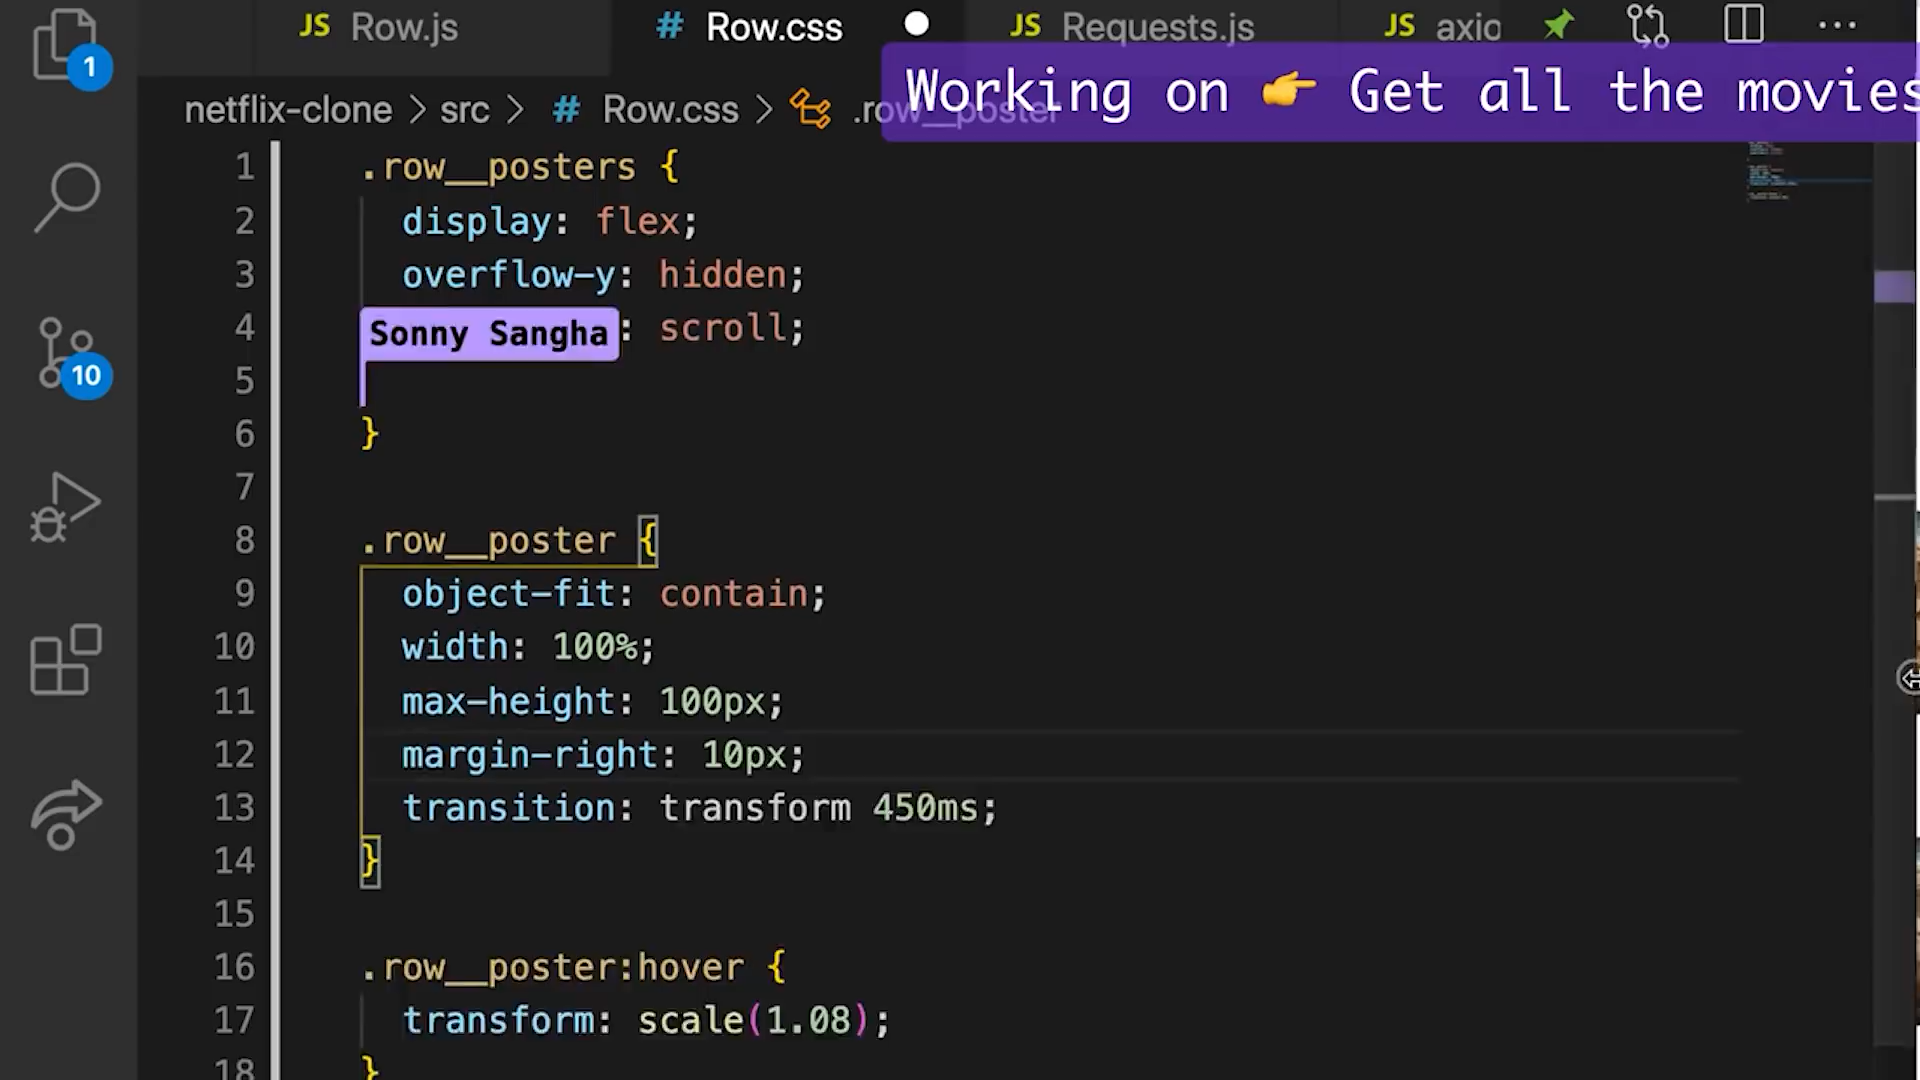 JS Row.js # Row.css JS Requests.js JS axio
1
Working on 👉 Get all the movies
netflix-clone > src > # Row.css > .row__poster
1 .row__posters {
2 display: flex;
3 overflow-y: hidden;
4 Sonny Sangha : scroll;
5
6 }
7
8 .row__poster {
9 object-fit: contain;
10 width: 100%;
11 max-height: 100px;
12 margin-right: 10px;
13 transition: transform 450ms;
14 }
15
16 .row__poster:hover {
17 transform: scale(1.08);
18 }
10